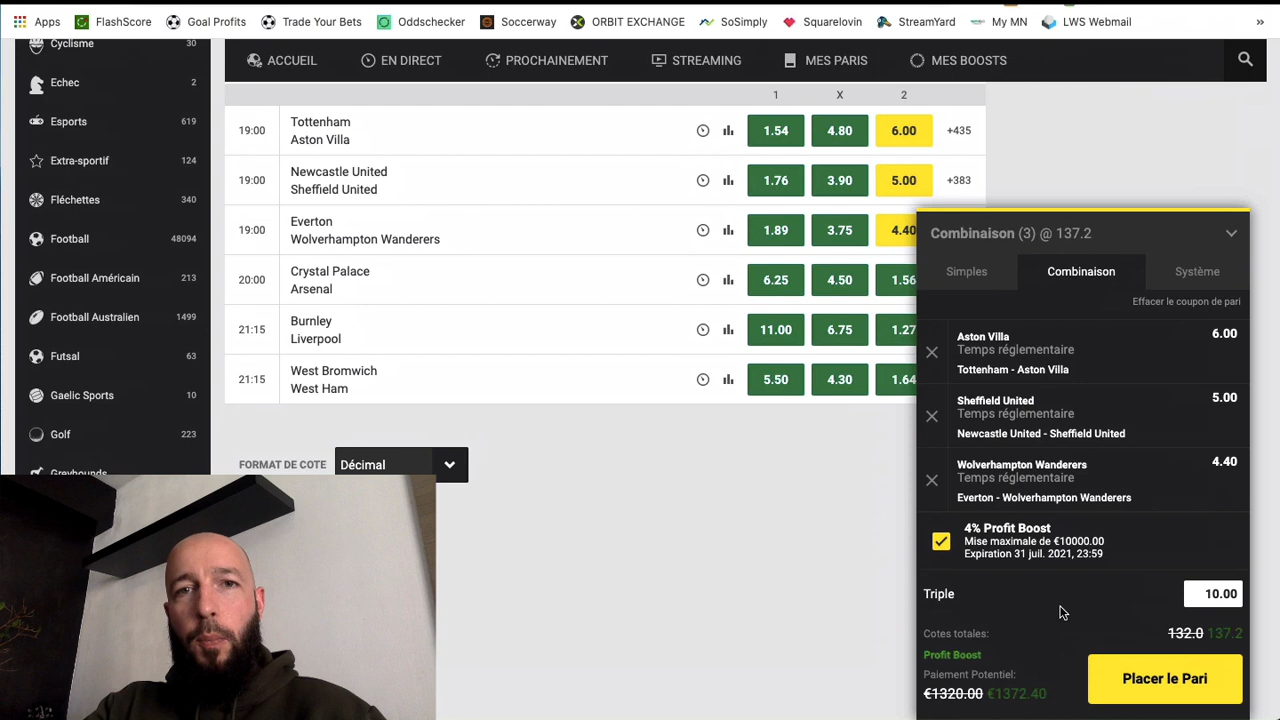 Apps FlashScore Goal Profits Trade Your Bets Oddschecker Soccerway ORBIT EXCHANGE SoSimply Squarelovin StreamYard My MN LWS Webmail »
Cyclisme 30
Echec 2
Esports 619
Extra-sportif 124
Fléchettes 340
Football 48094
Football Américain 213
Football Australien 1499
Futsal 63
Gaelic Sports 10
Golf 223
Greyhounds
ACCUEIL EN DIRECT PROCHAINEMENT STREAMING MES PARIS MES BOOSTS
1 X 2
19:00 Tottenham
Aston Villa
1.54 4.80 6.00 +435
19:00 Newcastle United
Sheffield United
1.76 3.90 5.00 +383
19:00 Everton
Wolverhampton Wanderers
1.89 3.75 4.40
20:00 Crystal Palace
Arsenal
6.25 4.50 1.56
21:15 Burnley
Liverpool
11.00 6.75 1.27
21:15 West Bromwich
West Ham
5.50 4.30 1.64
FORMAT DE COTE Décimal
Combinaison (3) @ 137.2
Simples Combinaison Système
Effacer le coupon de pari
Aston Villa 6.00
Temps réglementaire
Tottenham - Aston Villa
Sheffield United 5.00
Temps réglementaire
Newcastle United - Sheffield United
Wolverhampton Wanderers 4.40
Temps réglementaire
Everton - Wolverhampton Wanderers
4% Profit Boost
Mise maximale de €10000.00
Expiration 31 juil. 2021, 23:59
Triple 10.00
Cotes totales: 132.0 137.2
Profit Boost
Paiement Potentiel:
€1320.00 €1372.40
Placer le Pari